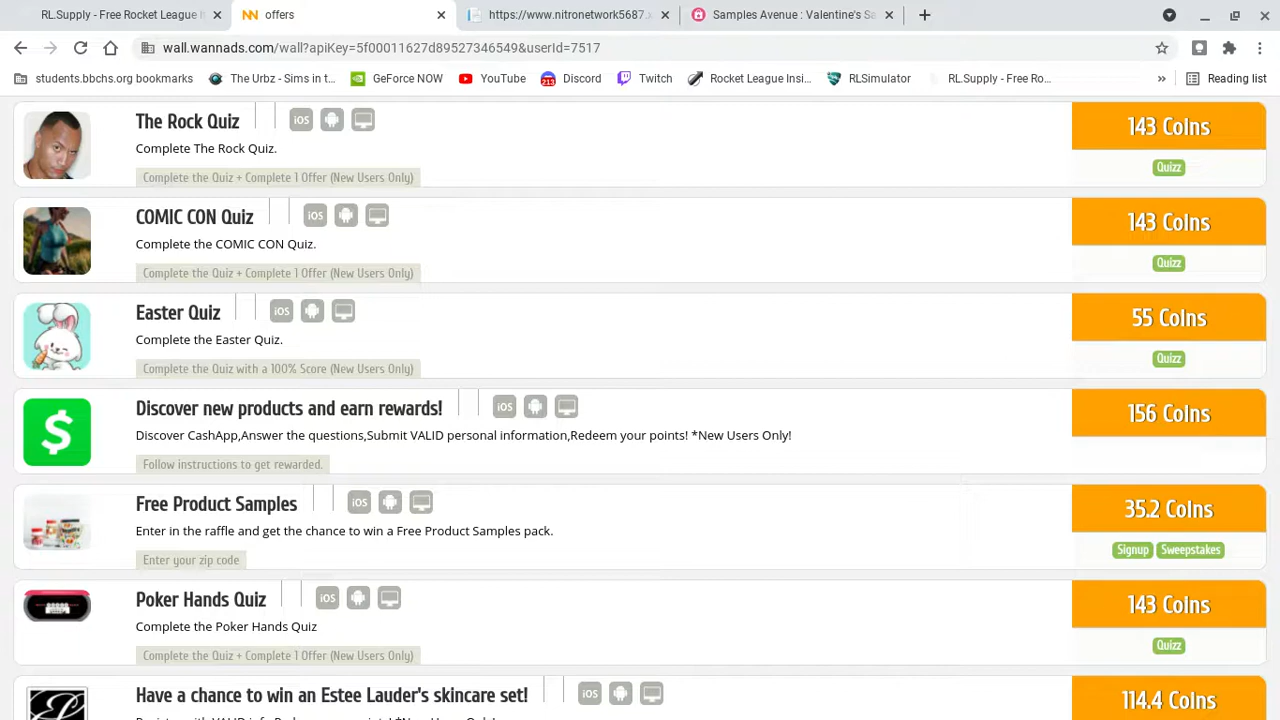 RL.Supply - Free Rocket League I
offers
https://www.nitronetwork5687.x
Samples Avenue : Valentine's Sa
wall.wannads.com/wall?apiKey=5f00011627d89527346549&userId=7517
students.bbchs.org bookmarks
The Urbz - Sims in t...
GeForce NOW
YouTube
213
Discord
Twitch
Rocket League Insi...
RLSimulator
RL.Supply - Free Ro...
»
Reading list
The Rock Quiz
iOS
143 Coins
Complete The Rock Quiz.
Quizz
Complete the Quiz + Complete 1 Offer (New Users Only)
COMIC CON Quiz
iOS
143 Coins
Complete the COMIC CON Quiz.
Quizz
Complete the Quiz + Complete 1 Offer (New Users Only)
Easter Quiz
iOS
55 Coins
Complete the Easter Quiz.
Quizz
Complete the Quiz with a 100% Score (New Users Only)
$
Discover new products and earn rewards!
iOS
156 Coins
Discover CashApp,Answer the questions,Submit VALID personal information,Redeem your points! *New Users Only!
Follow instructions to get rewarded.
Free Product Samples
iOS
35.2 Coins
Enter in the raffle and get the chance to win a Free Product Samples pack.
Signup Sweepstakes
Enter your zip code
Poker Hands Quiz
iOS
143 Coins
Complete the Poker Hands Quiz
Quizz
Complete the Quiz + Complete 1 Offer (New Users Only)
Have a chance to win an Estee Lauder's skincare set!
iOS
114.4 Coins